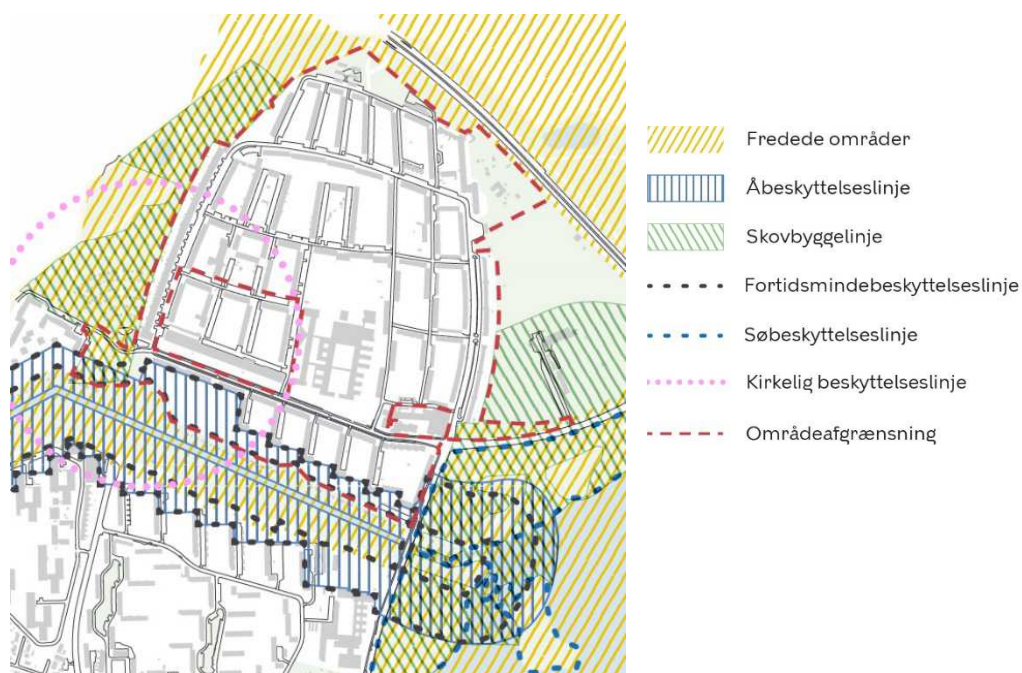 Fredede områder
Åbeskyttelseslinje
Skovbyggelinje
Fortidsmindebeskyttelseslinje
Søbeskyttelseslinje
Kirkelig beskyttelseslinje
Områdeafgrænsning